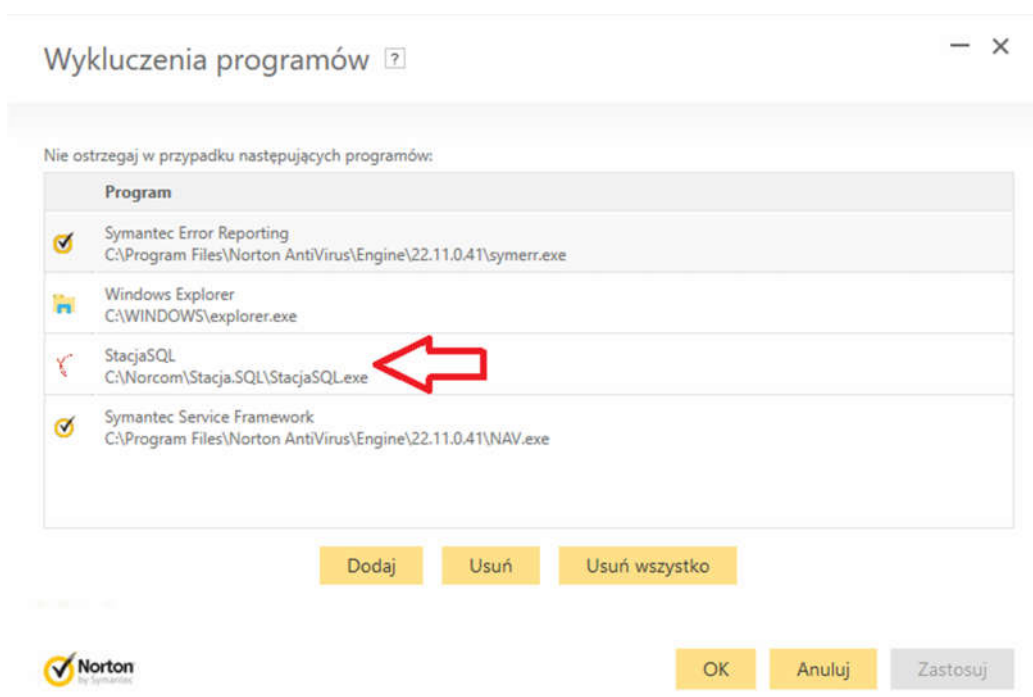 Wykluczenia programów ?
Nie ostrzegaj w przypadku następujących programów:
Program
Symantec Error Reporting
C:\Program Files\Norton AntiVirus\Engine\22.11.0.41\symerr.exe
Windows Explorer
C:\WINDOWS\explorer.exe
StacjaSQL
C:\Norcom\Stacja.SQL\StacjaSQL.exe
Symantec Service Framework
C:\Program Files\Norton AntiVirus\Engine\22.11.0.41\NAV.exe
Dodaj Usuń Usuń wszystko
Norton
by Symantec
OK Anuluj Zastosuj